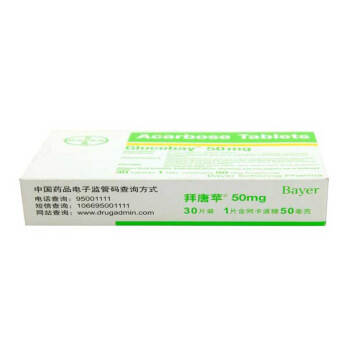 Acarbose Tablets
Glucobay® 50mg
中国药品电子监管码查询方式
电话查询：95001111
短信查询：106695001111
网站查询：www.drugadmin.com
拜唐苹® 50mg
Bayer
30片装 1片含阿卡波糖50毫克